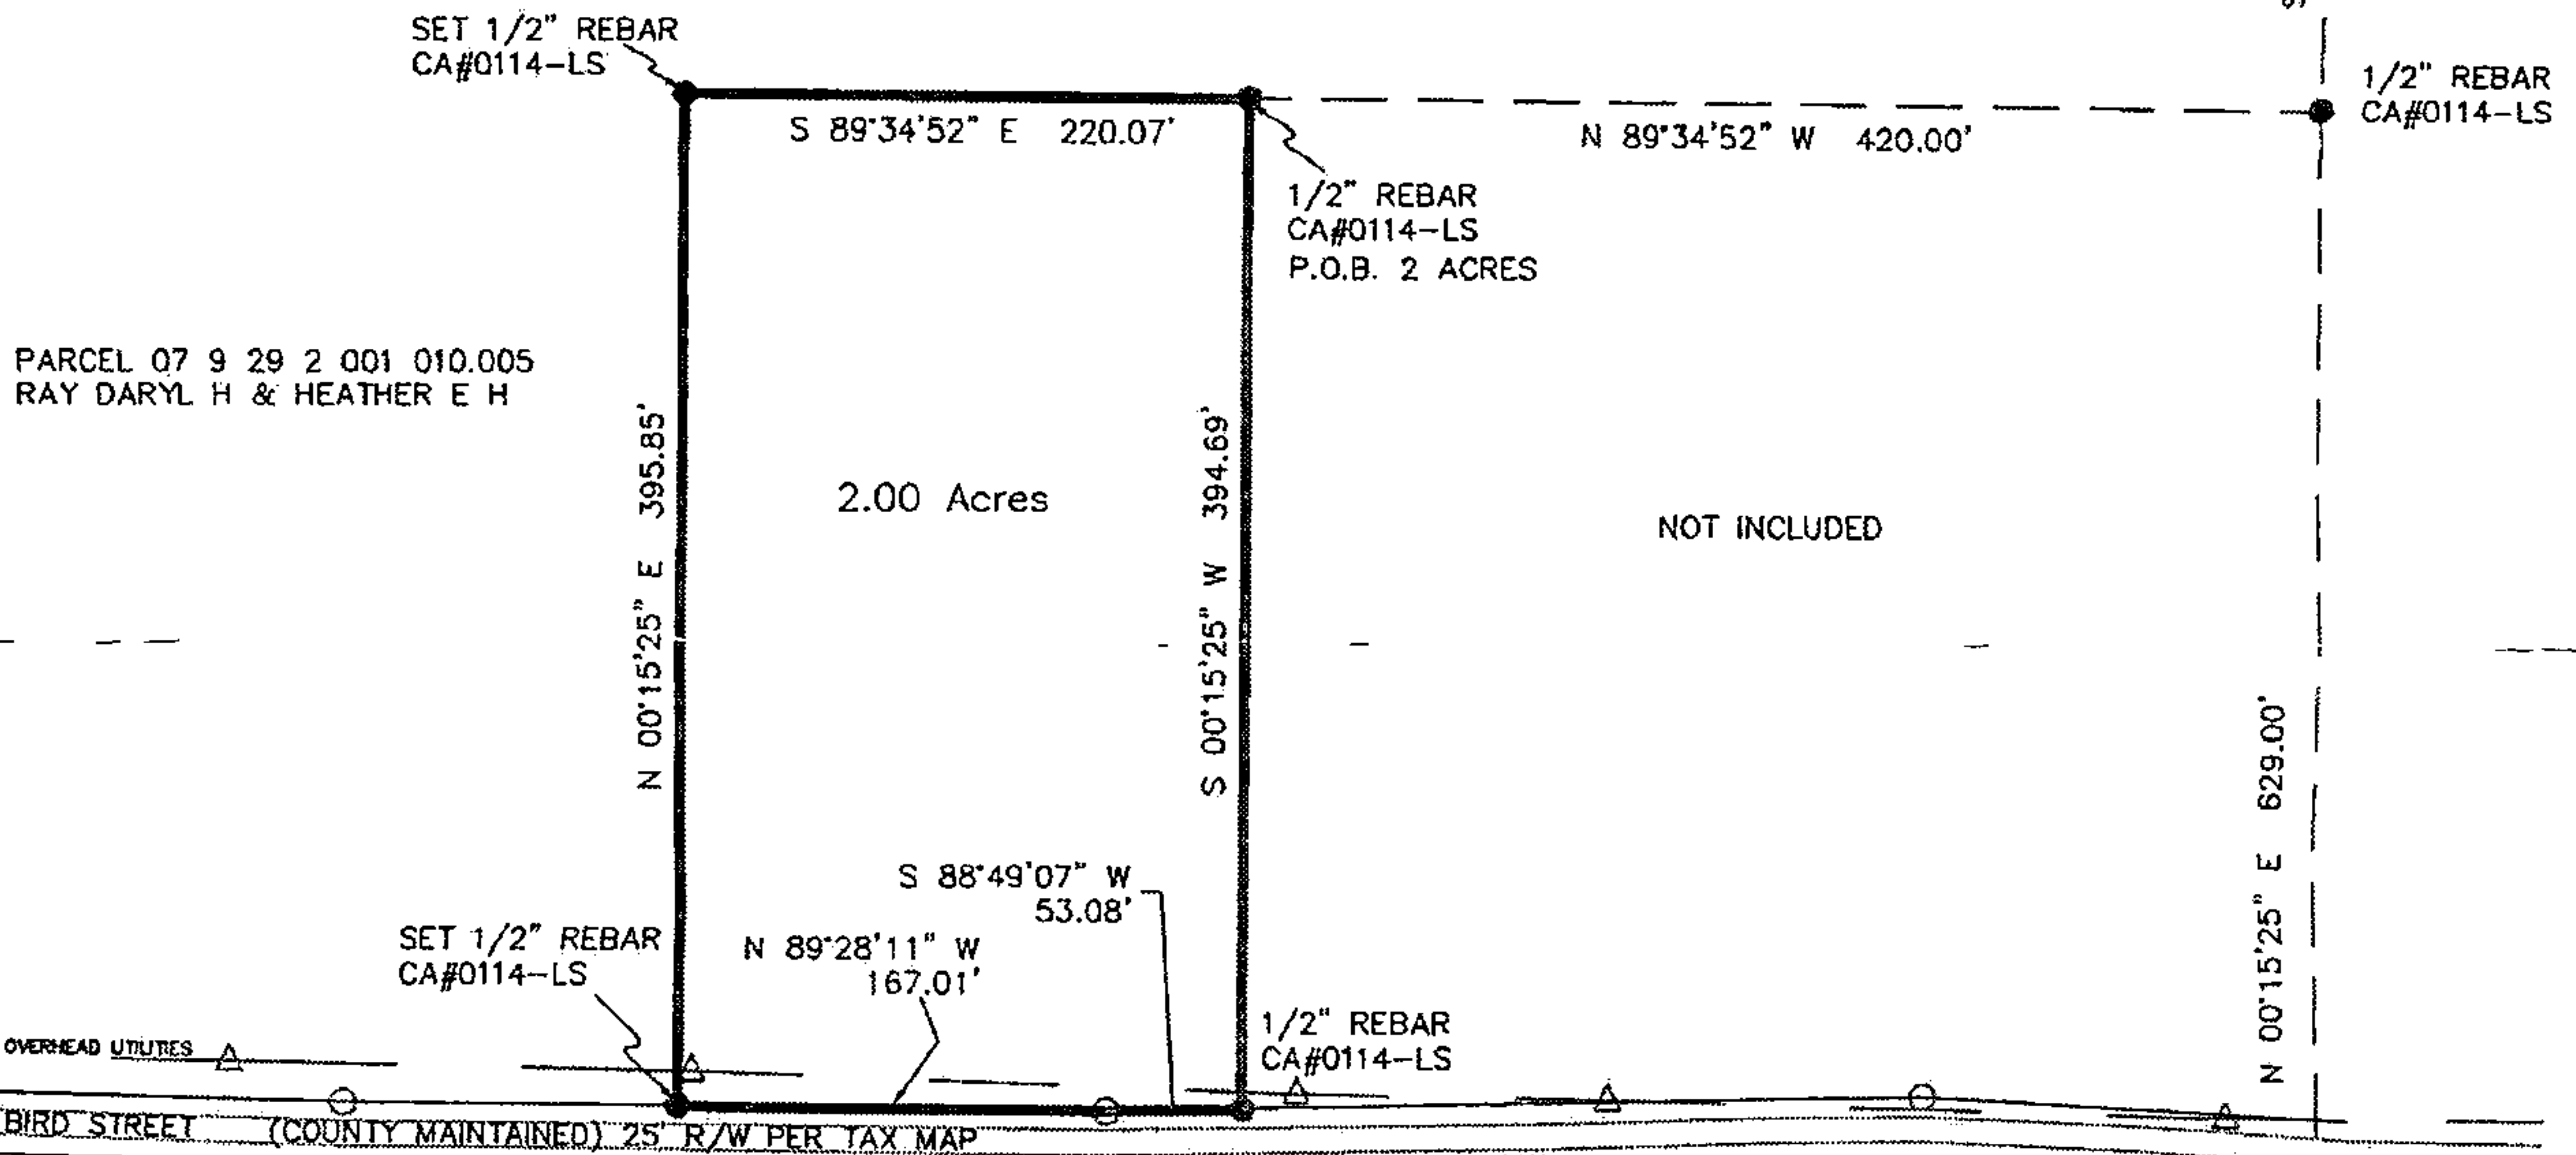 SET 1/2" REBAR
CA#0114-LS
1/2" REBAR
CA#0114-LS
S 89°34'52" E 220.07'
N 89°34'52" W 420.00'
1/2" REBAR
CA#0114-LS
P.O.B. 2 ACRES
PARCEL 07 9 29 2 001 010.005
RAY DARYL H & HEATHER E H
N 00°15'25" E 395.85'
2.00 Acres
S 00°15'25" W 394.69'
NOT INCLUDED
N 00°15'25" E 629.00'
S 88°49'07" W
53.08'
SET 1/2" REBAR
CA#0114-LS
N 89°28'11" W
167.01'
1/2" REBAR
CA#0114-LS
OVERHEAD UTILITIES
BIRD STREET (COUNTY MAINTAINED) 25' R/W PER TAX MAP